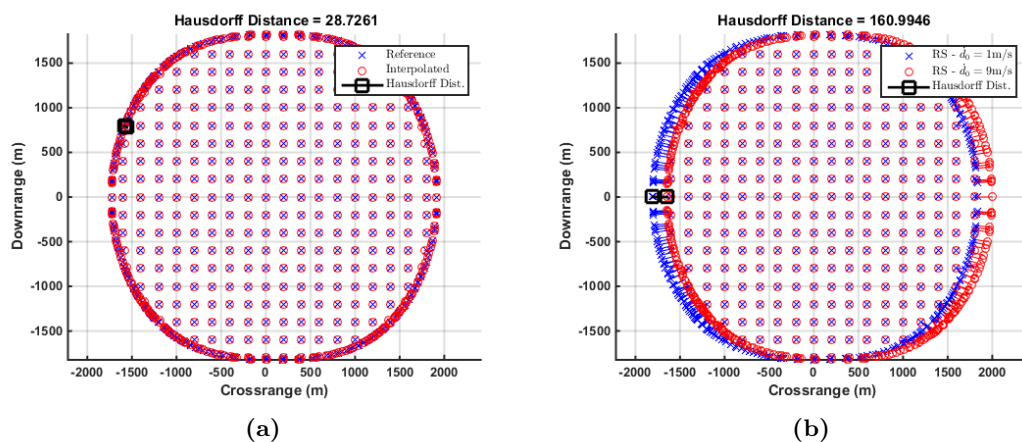 Hausdorff Distance = 28.7261
Reference
Interpolated
Hausdorff Dist.
1500
1000
500
0
-500
-1000
-1500
Downrange (m)
-2000 -1500 -1000 -500 0 500 1000 1500 2000
Crossrange (m)
(a)
Hausdorff Distance = 160.9946
RS - ḋ₀ = 1m/s
RS - ḋ₀ = 9m/s
Hausdorff Dist.
1500
1000
500
0
-500
-1000
-1500
Downrange (m)
-2000 -1500 -1000 -500 0 500 1000 1500 2000
Crossrange (m)
(b)